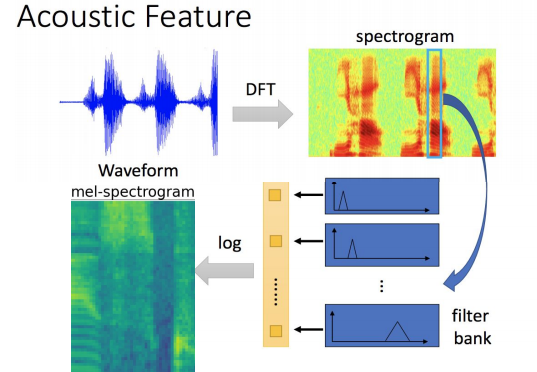 Acoustic Feature
spectrogram
DFT
Waveform
mel-spectrogram
log
filter
bank